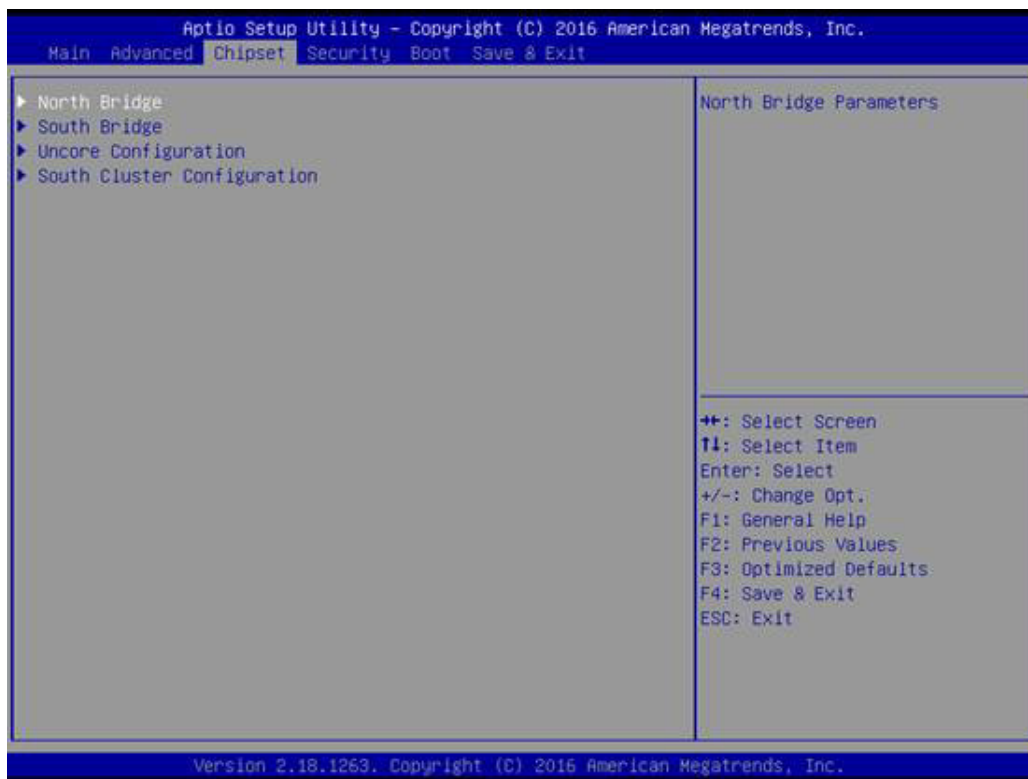 Aptio Setup Utility – Copyright (C) 2016 American Megatrends, Inc.
Main Advanced Chipset Security Boot Save & Exit
▶ North Bridge
▶ South Bridge
▶ Uncore Configuration
▶ South Cluster Configuration
North Bridge Parameters
→←: Select Screen
↑↓: Select Item
Enter: Select
+/-: Change Opt.
F1: General Help
F2: Previous Values
F3: Optimized Defaults
F4: Save & Exit
ESC: Exit
Version 2.18.1263. Copyright (C) 2016 American Megatrends, Inc.